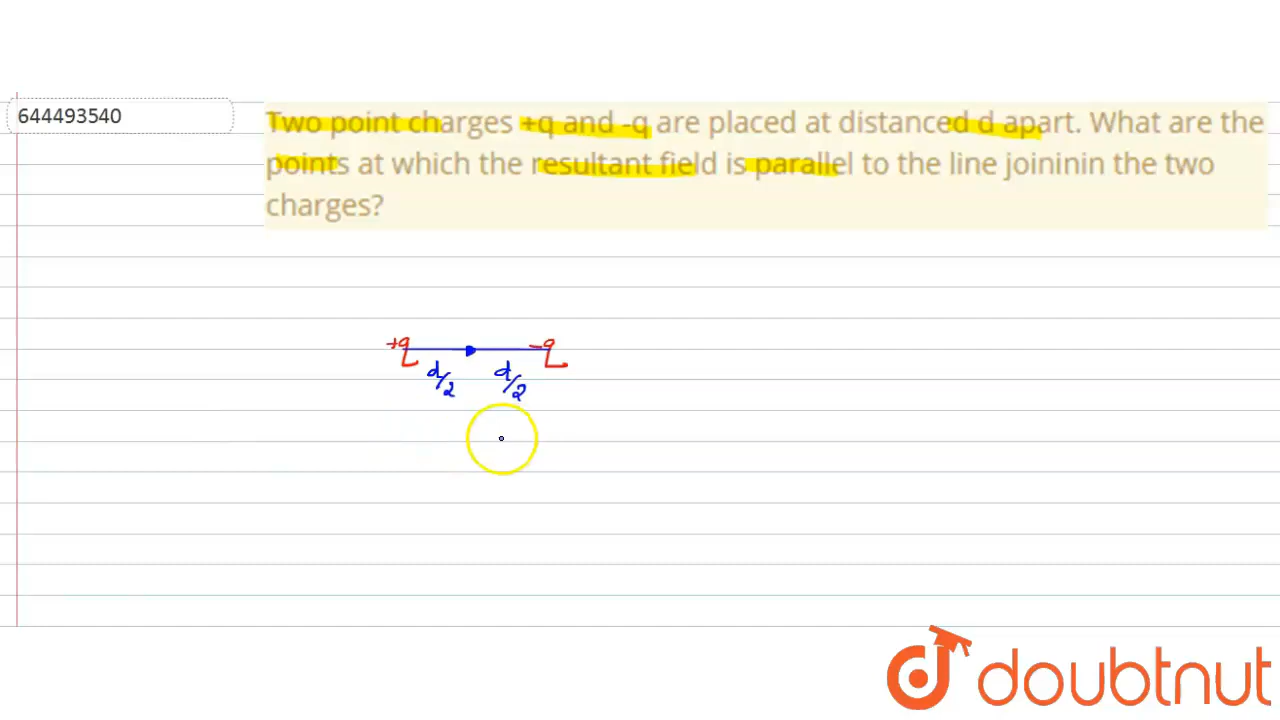 644493540
Two point charges +q and -q are placed at distanced d apart. What are the
points at which the resultant field is parallel to the line joininin the two
charges?
+q -q
d/2 d/2
doubtnut